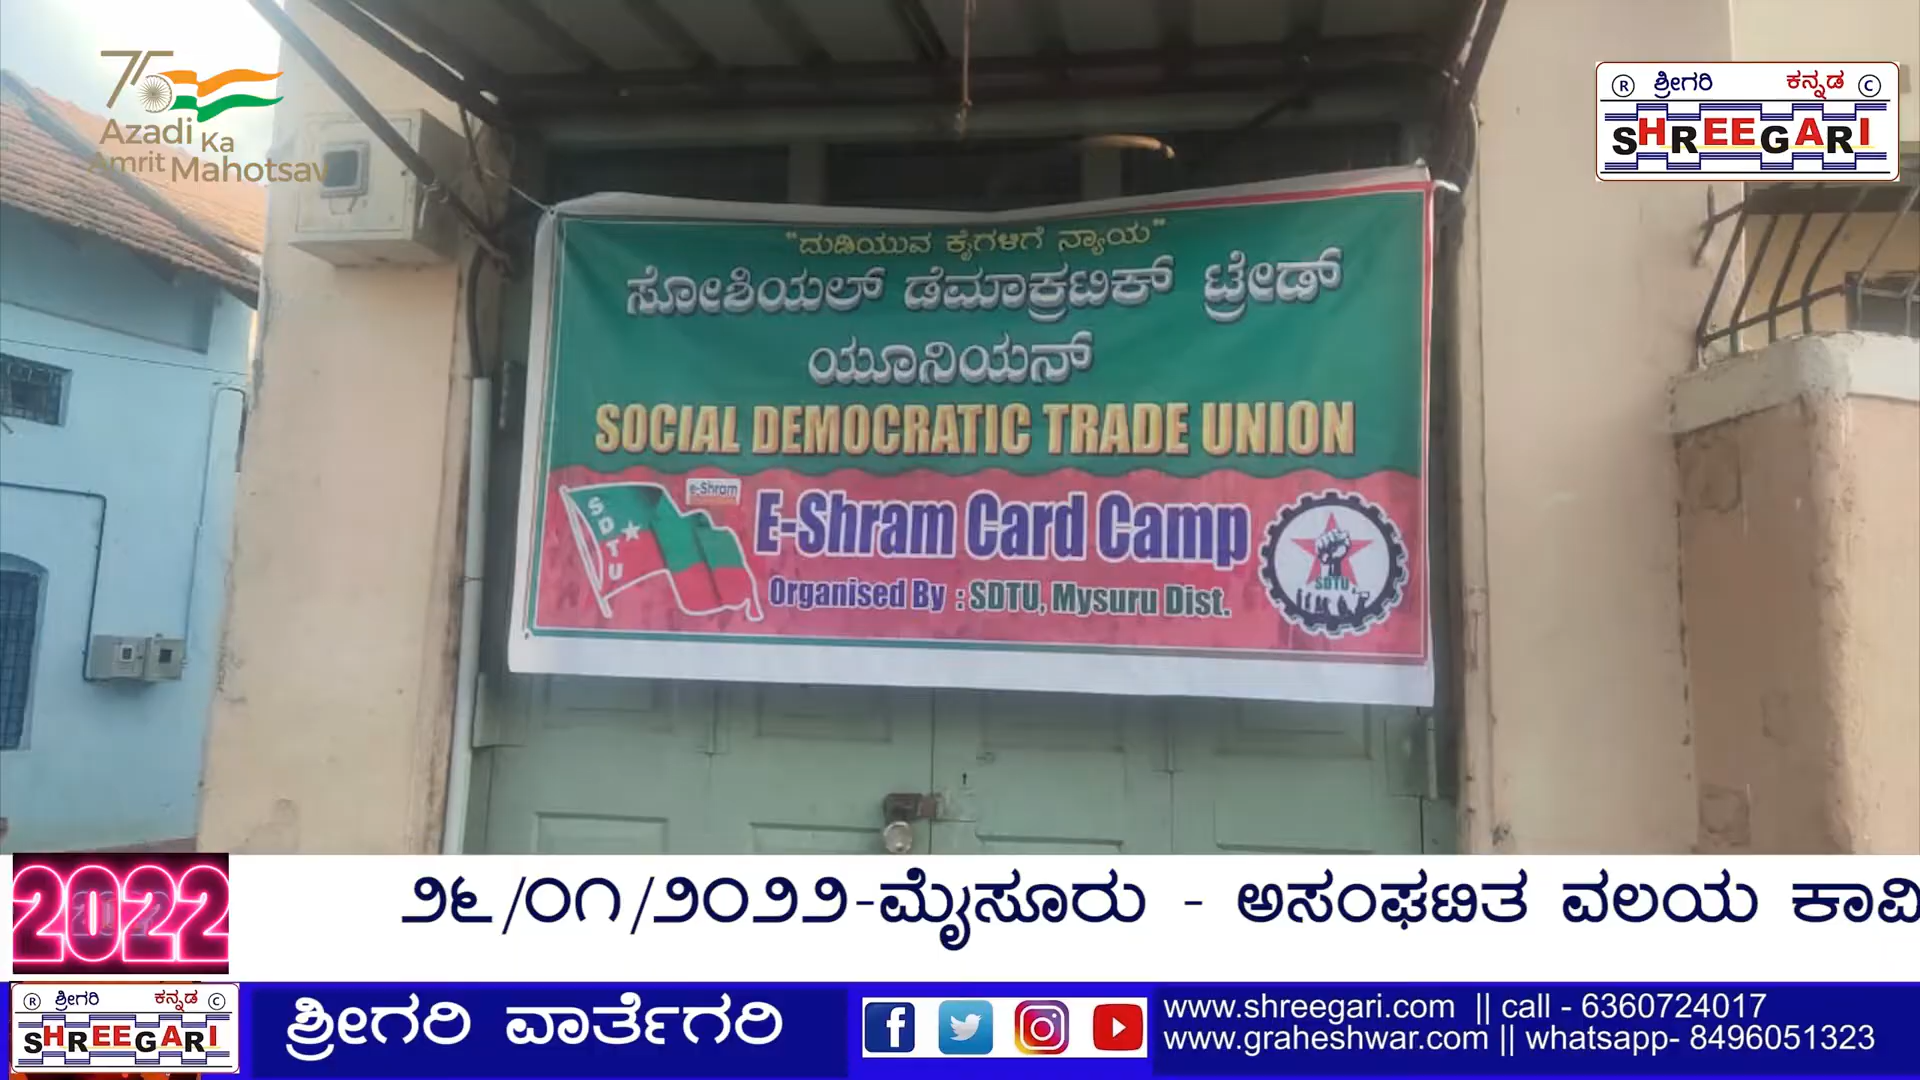 75
Azadi Ka
Amrit Mahotsav
® ಶ್ರೀಗರಿ ಕನ್ನಡ ©
SHREEGARI
"ದುಡಿಯುವ ಕೈಗಳಿಗೆ ನ್ಯಾಯ"
ಸೋಶಿಯಲ್ ಡೆಮಾಕ್ರಟಿಕ್ ಟ್ರೇಡ್
ಯೂನಿಯನ್
SOCIAL DEMOCRATIC TRADE UNION
SDTU
e-Shram
E-Shram Card Camp
Organised By : SDTU, Mysuru Dist.
SDTU
2022
೨೬/೦೧/೨೦೨೨-ಮೈಸೂರು - ಅಸಂಘಟಿತ ವಲಯ ಕಾರ್ಮಿ
® ಶ್ರೀಗರಿ ಕನ್ನಡ ©
SHREEGARI
ಶ್ರೀಗರಿ ವಾರ್ತೆಗರಿ
www.shreegari.com || call - 6360724017
www.graheshwar.com || whatsapp- 8496051323